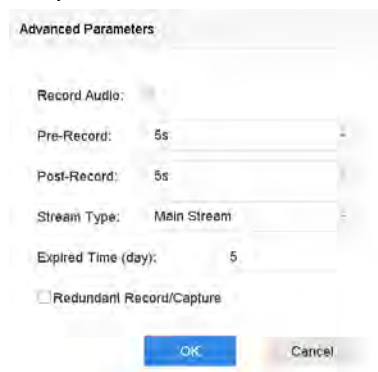 Advanced Parameters
Record Audio:
Pre-Record: 5s
Post-Record: 5s
Stream Type: Main Stream
Expired Time (day): 5
Redundant Record/Capture
OK Cancel